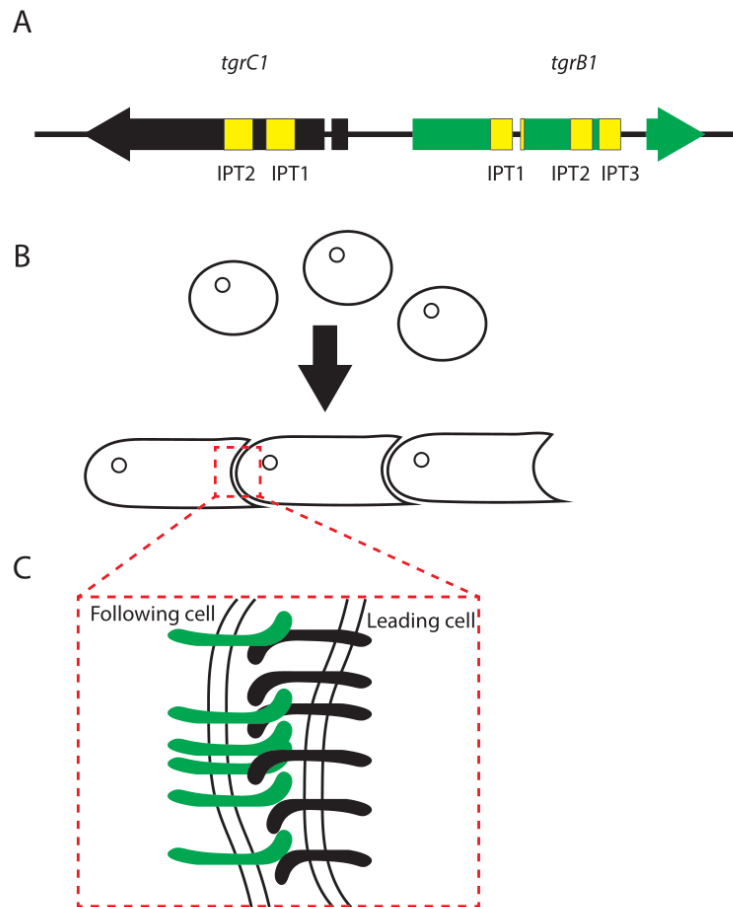 A
tgrC1 tgrB1
IPT2 IPT1 IPT1 IPT2 IPT3
B
C
Following cell Leading cell